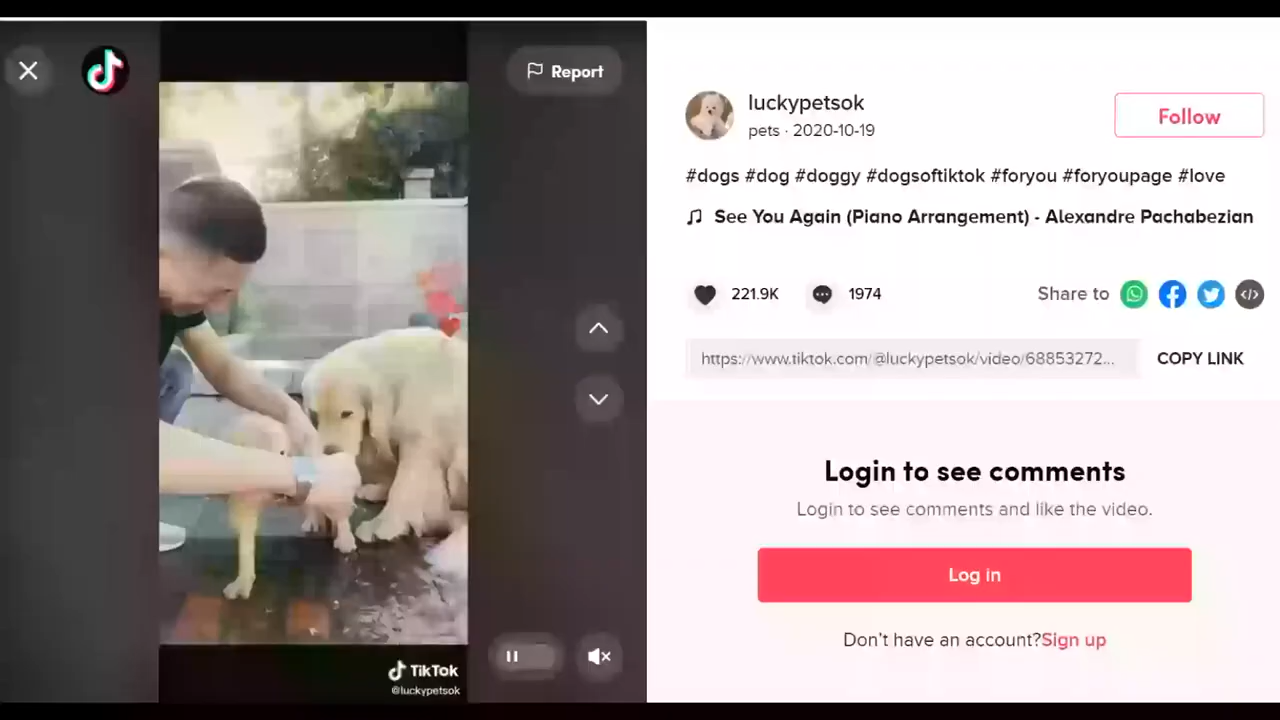 Report
TikTok
@luckypetsok
luckypetsok
pets · 2020-10-19
Follow
#dogs #dog #doggy #dogsoftiktok #foryou #foryoupage #love
See You Again (Piano Arrangement) - Alexandre Pachabezian
221.9K
1974
Share to
https://www.tiktok.com/@luckypetsok/video/68853272...
COPY LINK
Login to see comments
Login to see comments and like the video.
Log in
Don't have an account?Sign up